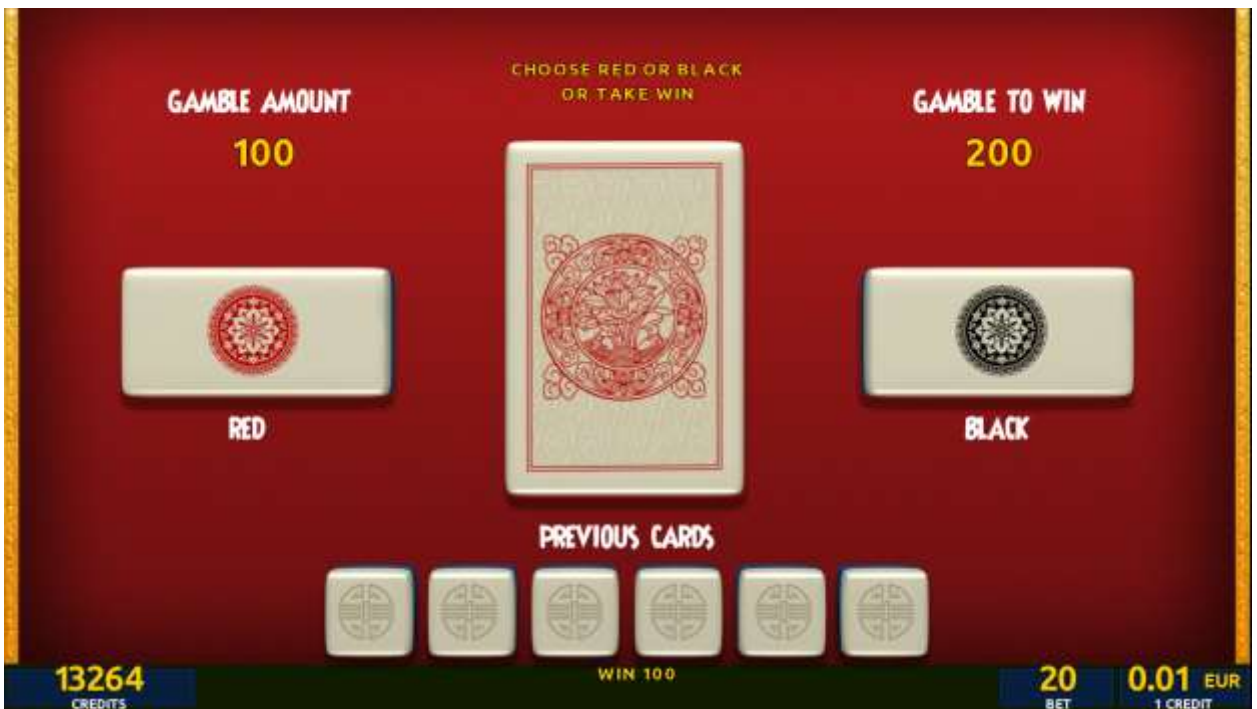 CHOOSE RED OR BLACK
OR TAKE WIN
GAMBLE AMOUNT
100
GAMBLE TO WIN
200
RED
BLACK
PREVIOUS CARDS
WIN 100
13264
CREDITS
20
BET
0.01 EUR
1 CREDIT